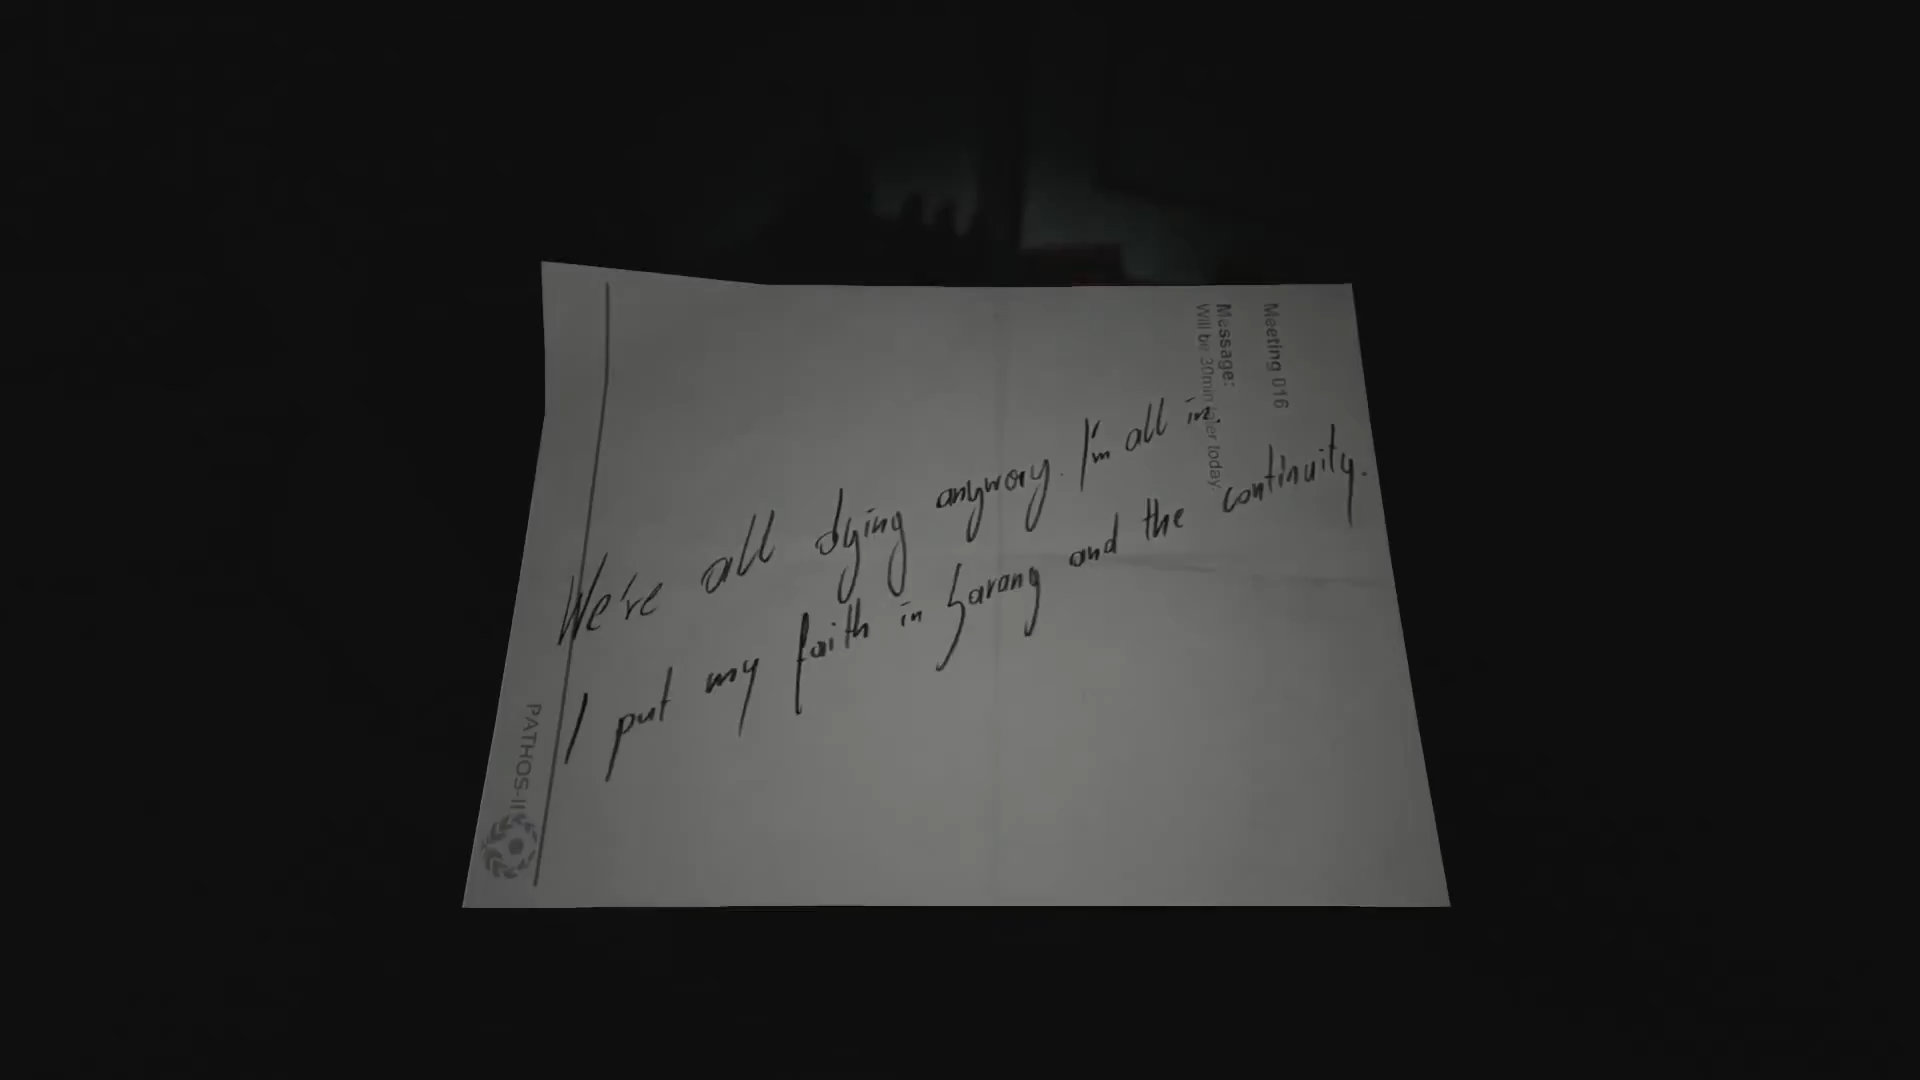 We're all dying anyway. I'm all in.
I put my faith in Sarang and the continuity.
Meeting 016
Message:
Will be 30min later today.
PATHOS-II